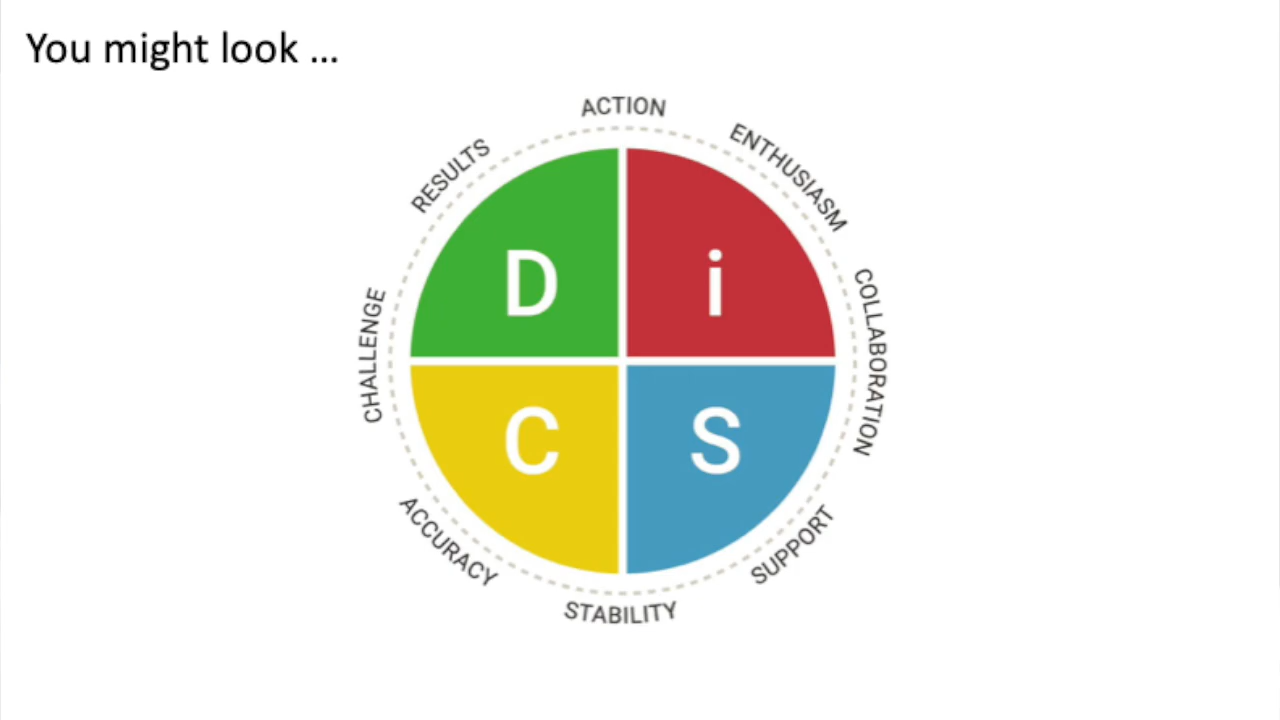 You might look ...
ACTION
RESULTS
ENTHUSIASM
D
i
CHALLENGE
COLLABORATION
C
S
ACCURACY
SUPPORT
STABILITY